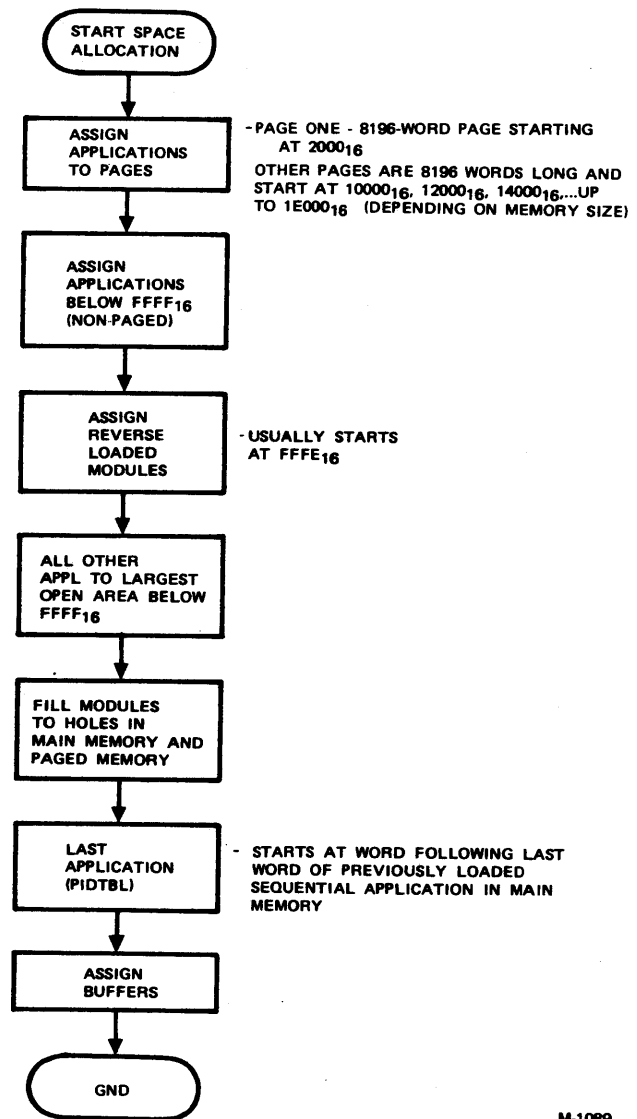 START SPACE
ALLOCATION
ASSIGN
APPLICATIONS
TO PAGES
-PAGE ONE - 8196-WORD PAGE STARTING
AT 2000₁₆
OTHER PAGES ARE 8196 WORDS LONG AND
START AT 10000₁₆, 12000₁₆, 14000₁₆,...UP
TO 1E000₁₆ (DEPENDING ON MEMORY SIZE)
ASSIGN
APPLICATIONS
BELOW FFFF₁₆
(NON-PAGED)
ASSIGN
REVERSE
LOADED
MODULES
-USUALLY STARTS
AT FFFE₁₆
ALL OTHER
APPL TO LARGEST
OPEN AREA BELOW
FFFF₁₆
FILL MODULES
TO HOLES IN
MAIN MEMORY AND
PAGED MEMORY
LAST
APPLICATION
(PIDTBL)
- STARTS AT WORD FOLLOWING LAST
WORD OF PREVIOUSLY LOADED
SEQUENTIAL APPLICATION IN MAIN
MEMORY
ASSIGN
BUFFERS
GND
M-1089